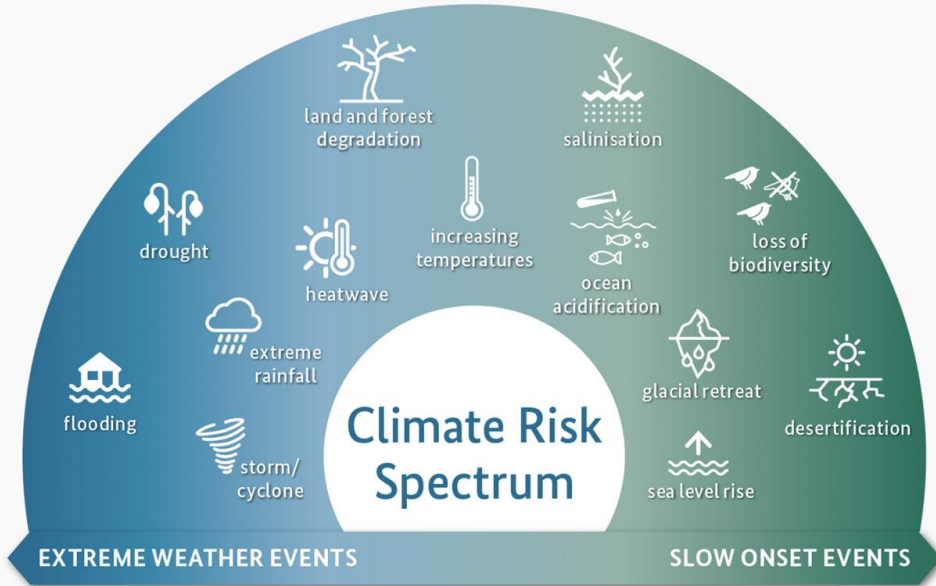 land and forest
degradation
salinisation
drought
heatwave
increasing
temperatures
ocean
acidification
loss of
biodiversity
extreme
rainfall
flooding
storm/
cyclone
glacial retreat
desertification
sea level rise
Climate Risk
Spectrum
EXTREME WEATHER EVENTS
SLOW ONSET EVENTS